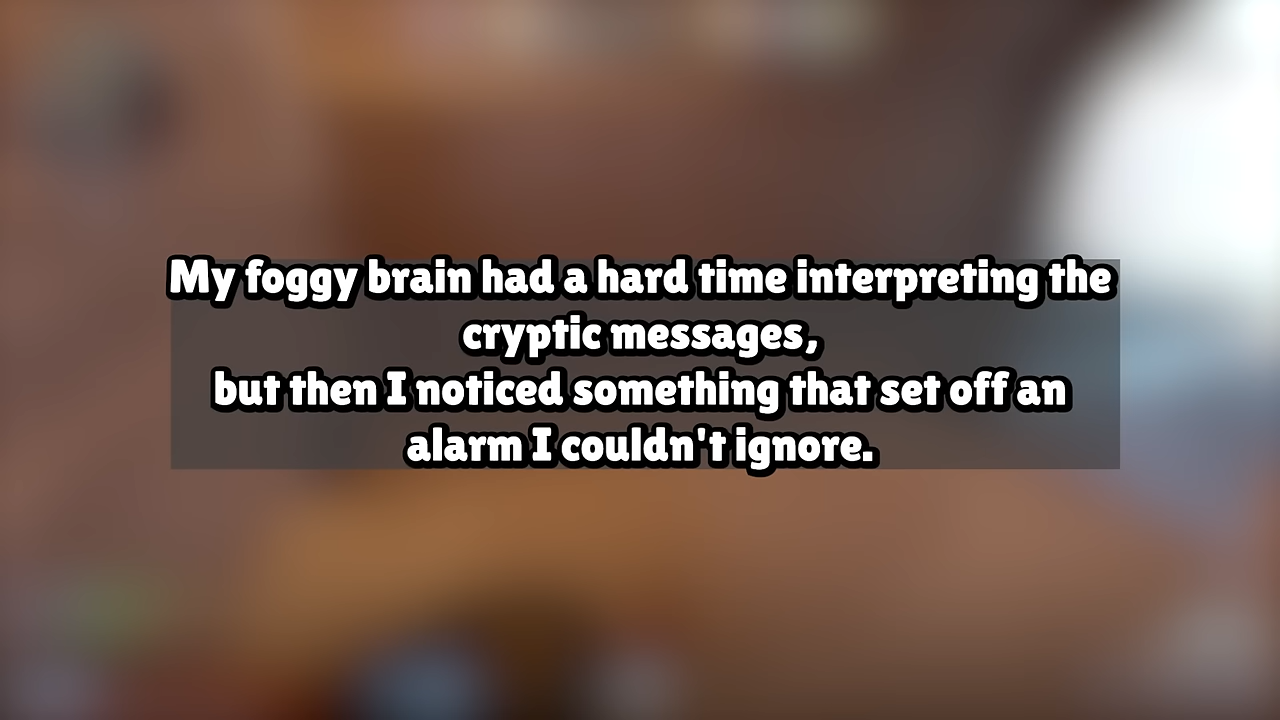 My foggy brain had a hard time interpreting the
cryptic messages,
but then I noticed something that set off an
alarm I couldn't ignore.